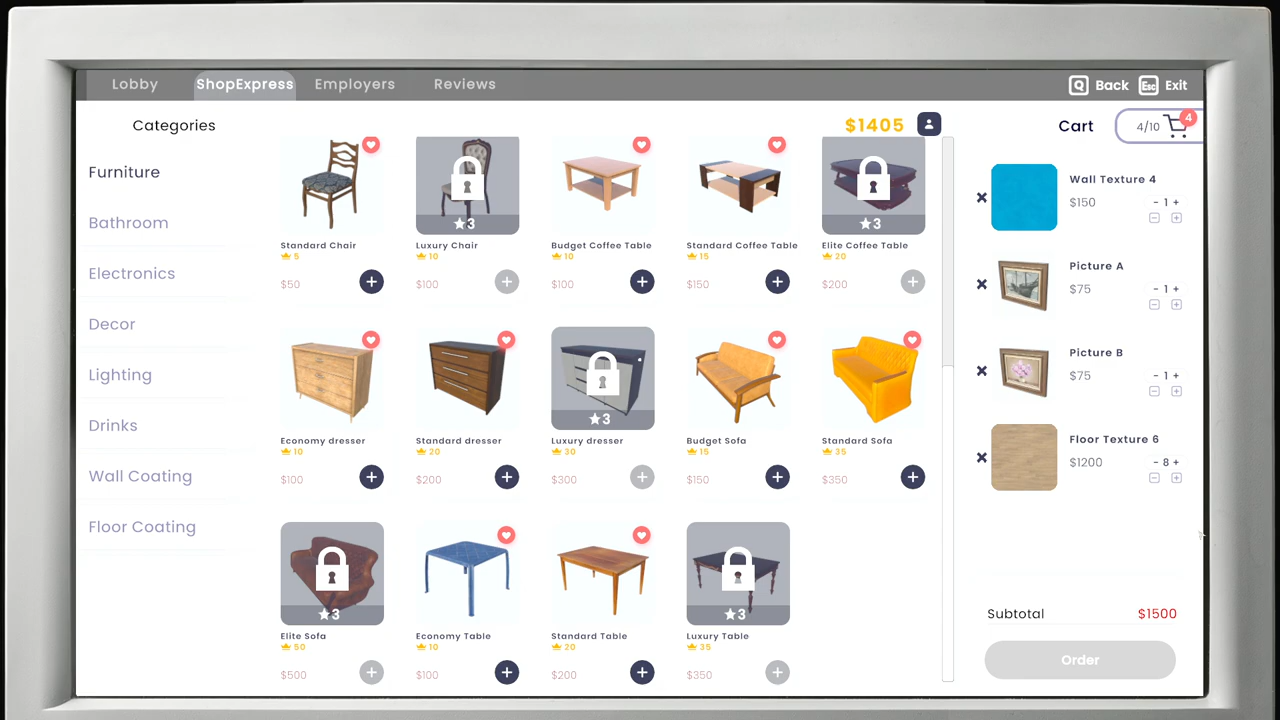 Lobby
ShopExpress
Employers
Reviews
Q Back Esc Exit
Categories
$1405
Cart
4/10
4
Furniture
Bathroom
Electronics
Decor
Lighting
Drinks
Wall Coating
Floor Coating
3
3
Standard Chair
Luxury Chair
Budget Coffee Table
Standard Coffee Table
Elite Coffee Table
5
10
10
15
20
$50
$100
$100
$150
$200
3
Economy dresser
Standard dresser
Luxury dresser
Budget Sofa
Standard Sofa
10
20
30
15
35
$100
$200
$300
$150
$350
3
3
Elite Sofa
Economy Table
Standard Table
Luxury Table
50
10
20
35
$500
$100
$200
$350
Wall Texture 4
$150
- 1 +
Picture A
$75
- 1 +
Picture B
$75
- 1 +
Floor Texture 6
$1200
- 8 +
Subtotal $1500
Order